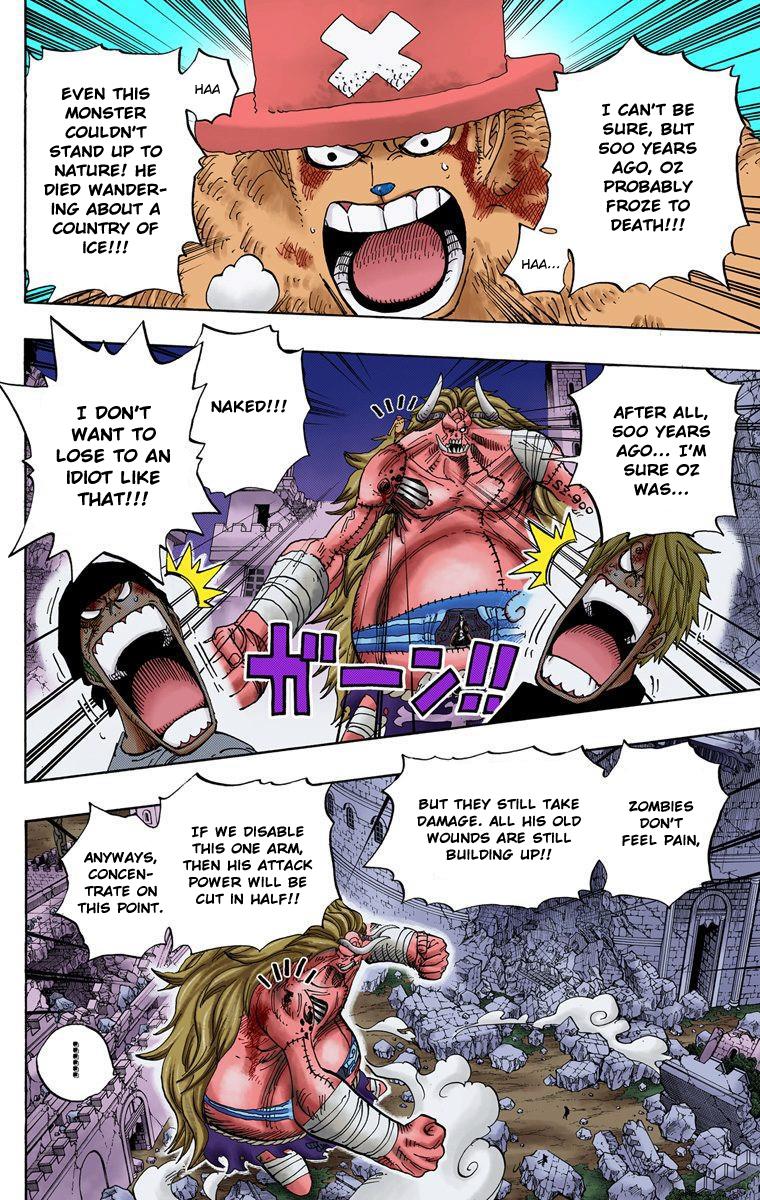 I CAN'T BE
SURE, BUT
500 YEARS
AGO, OZ
PROBABLY
FROZE TO
DEATH!!!
HAA...
HAA
EVEN THIS
MONSTER
COULDN'T
STAND UP TO
NATURE! HE
DIED WANDER-
ING ABOUT A
COUNTRY OF
ICE!!!
AFTER ALL,
500 YEARS
AGO... I'M
SURE OZ
WAS...
NAKED!!!
I DON'T
WANT TO
LOSE TO AN
IDIOT LIKE
THAT!!!
ガーン!!
ZOMBIES
DON'T
FEEL PAIN,
BUT THEY STILL TAKE
DAMAGE. ALL HIS OLD
WOUNDS ARE STILL
BUILDING UP!!
IF WE DISABLE
THIS ONE ARM,
THEN HIS ATTACK
POWER WILL BE
CUT IN HALF!!
ANYWAYS,
CONCEN-
TRATE ON
THIS POINT.